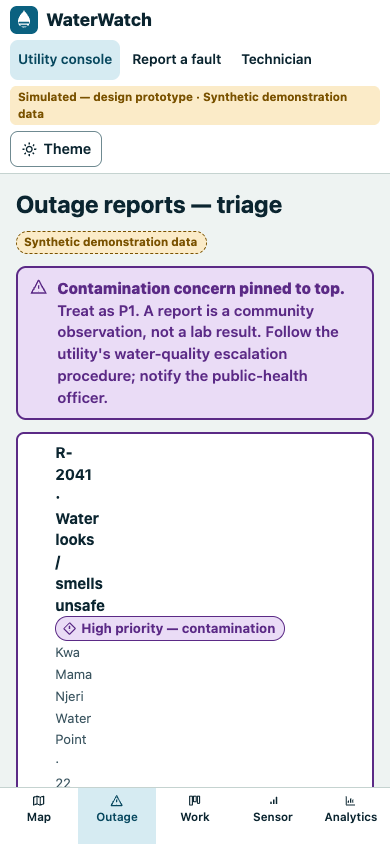 WaterWatch
Utility console Report a fault Technician
Simulated — design prototype · Synthetic demonstration
data
Theme
Outage reports — triage
Synthetic demonstration data
Contamination concern pinned to top.
Treat as P1. A report is a community
observation, not a lab result. Follow the
utility's water-quality escalation
procedure; notify the public-health
officer.
R-
2041
·
Water
looks
/
smells
unsafe
High priority — contamination
Kwa
Mama
Njeri
Water
Point
·
22
Map Outage Work Sensor Analytics